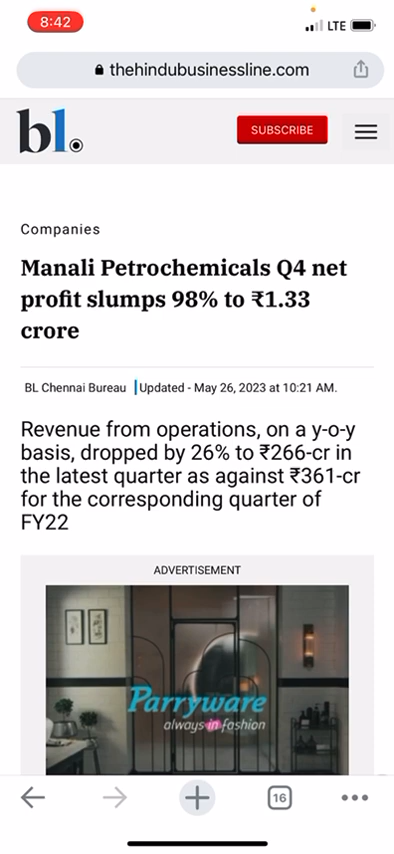 8:42
LTE
thehindubusinessline.com
bl.
SUBSCRIBE
Companies
Manali Petrochemicals Q4 net
profit slumps 98% to ₹1.33
crore
BL Chennai Bureau | Updated - May 26, 2023 at 10:21 AM.
Revenue from operations, on a y-o-y
basis, dropped by 26% to ₹266-cr in
the latest quarter as against ₹361-cr
for the corresponding quarter of
FY22
ADVERTISEMENT
Parryware
always in fashion
16